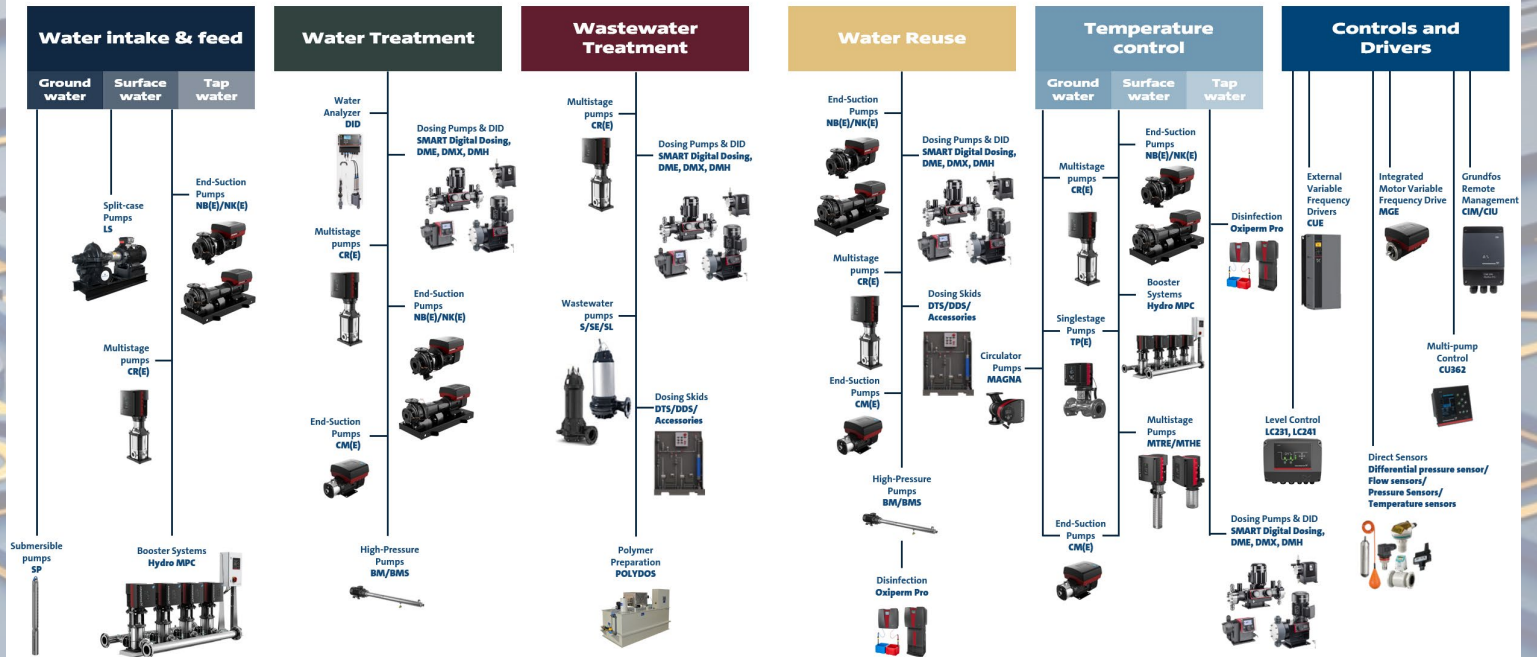 Water intake & feed
Ground
water
Surface
water
Tap
water
Split-case
Pumps
LS
End-Suction
Pumps
NB(E)/NK(E)
Multistage
pumps
CR(E)
Submersible
pumps
SP
Booster Systems
Hydro MPC
Water Treatment
Water
Analyzer
DID
Dosing Pumps & DID
SMART Digital Dosing,
DME, DMX, DMH
Multistage
pumps
CR(E)
End-Suction
Pumps
NB(E)/NK(E)
End-Suction
Pumps
CM(E)
High-Pressure
Pumps
BM/BMS
Wastewater
Treatment
Multistage
pumps
CR(E)
Dosing Pumps & DID
SMART Digital Dosing,
DME, DMX, DMH
Wastewater
pumps
S/SE/SL
Dosing Skids
DTS/DDS/
Accessories
Polymer
Preparation
POLYDOS
Water Reuse
End-Suction
Pumps
NB(E)/NK(E)
Dosing Pumps & DID
SMART Digital Dosing,
DME, DMX, DMH
Multistage
pumps
CR(E)
Dosing Skids
DTS/DDS/
Accessories
End-Suction
Pumps
CM(E)
High-Pressure
Pumps
BM/BMS
Disinfection
Oxiperm Pro
Temperature
control
Ground
water
Surface
water
Tap
water
End-Suction
Pumps
NB(E)/NK(E)
Multistage
pumps
CR(E)
Disinfection
Oxiperm Pro
Booster
Systems
Hydro MPC
Singlestage
Pumps
TP(E)
Circulator
Pumps
MAGNA
Multistage
Pumps
MTRE/MTHE
End-Suction
Pumps
CM(E)
Dosing Pumps & DID
SMART Digital Dosing,
DME, DMX, DMH
Controls and
Drivers
External
Variable
Frequency
Drivers
CUE
Integrated
Motor Variable
Frequency Drive
MGE
Grundfos
Remote
Management
CIM/CIU
Multi-pump
Control
CU362
Level Control
LC231, LC241
Direct Sensors
Differential pressure sensor/
Flow sensors/
Pressure Sensors/
Temperature sensors